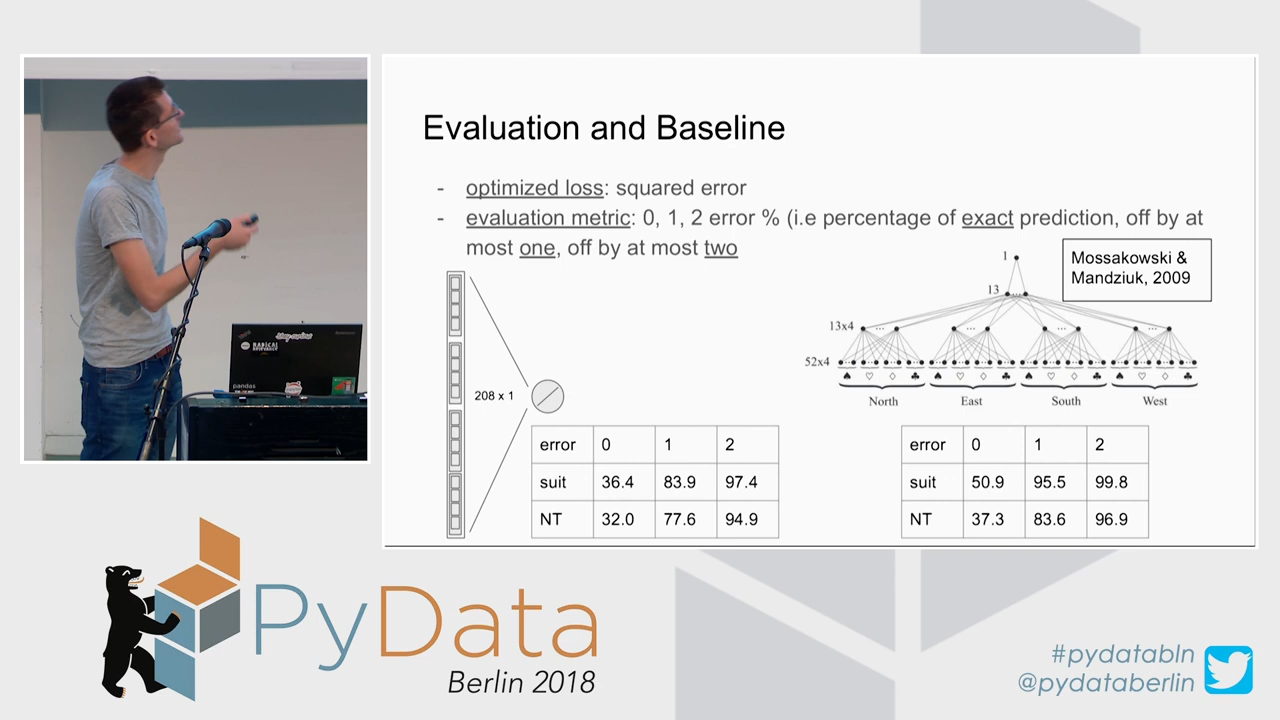 Evaluation and Baseline
- optimized loss: squared error
- evaluation metric: 0, 1, 2 error % (i.e percentage of exact prediction, off by at
most one, off by at most two
Mossakowski &
Mandziuk, 2009
1
13
13x4
52x4
♠ ♡ ♢ ♣ ♠ ♡ ♢ ♣ ♠ ♡ ♢ ♣ ♠ ♡ ♢ ♣
North East South West
208 x 1
error 0 1 2
suit 36.4 83.9 97.4
NT 32.0 77.6 94.9
error 0 1 2
suit 50.9 95.5 99.8
NT 37.3 83.6 96.9
RADICAL
pandas
PyData
Berlin 2018
#pydatabln
@pydataberlin